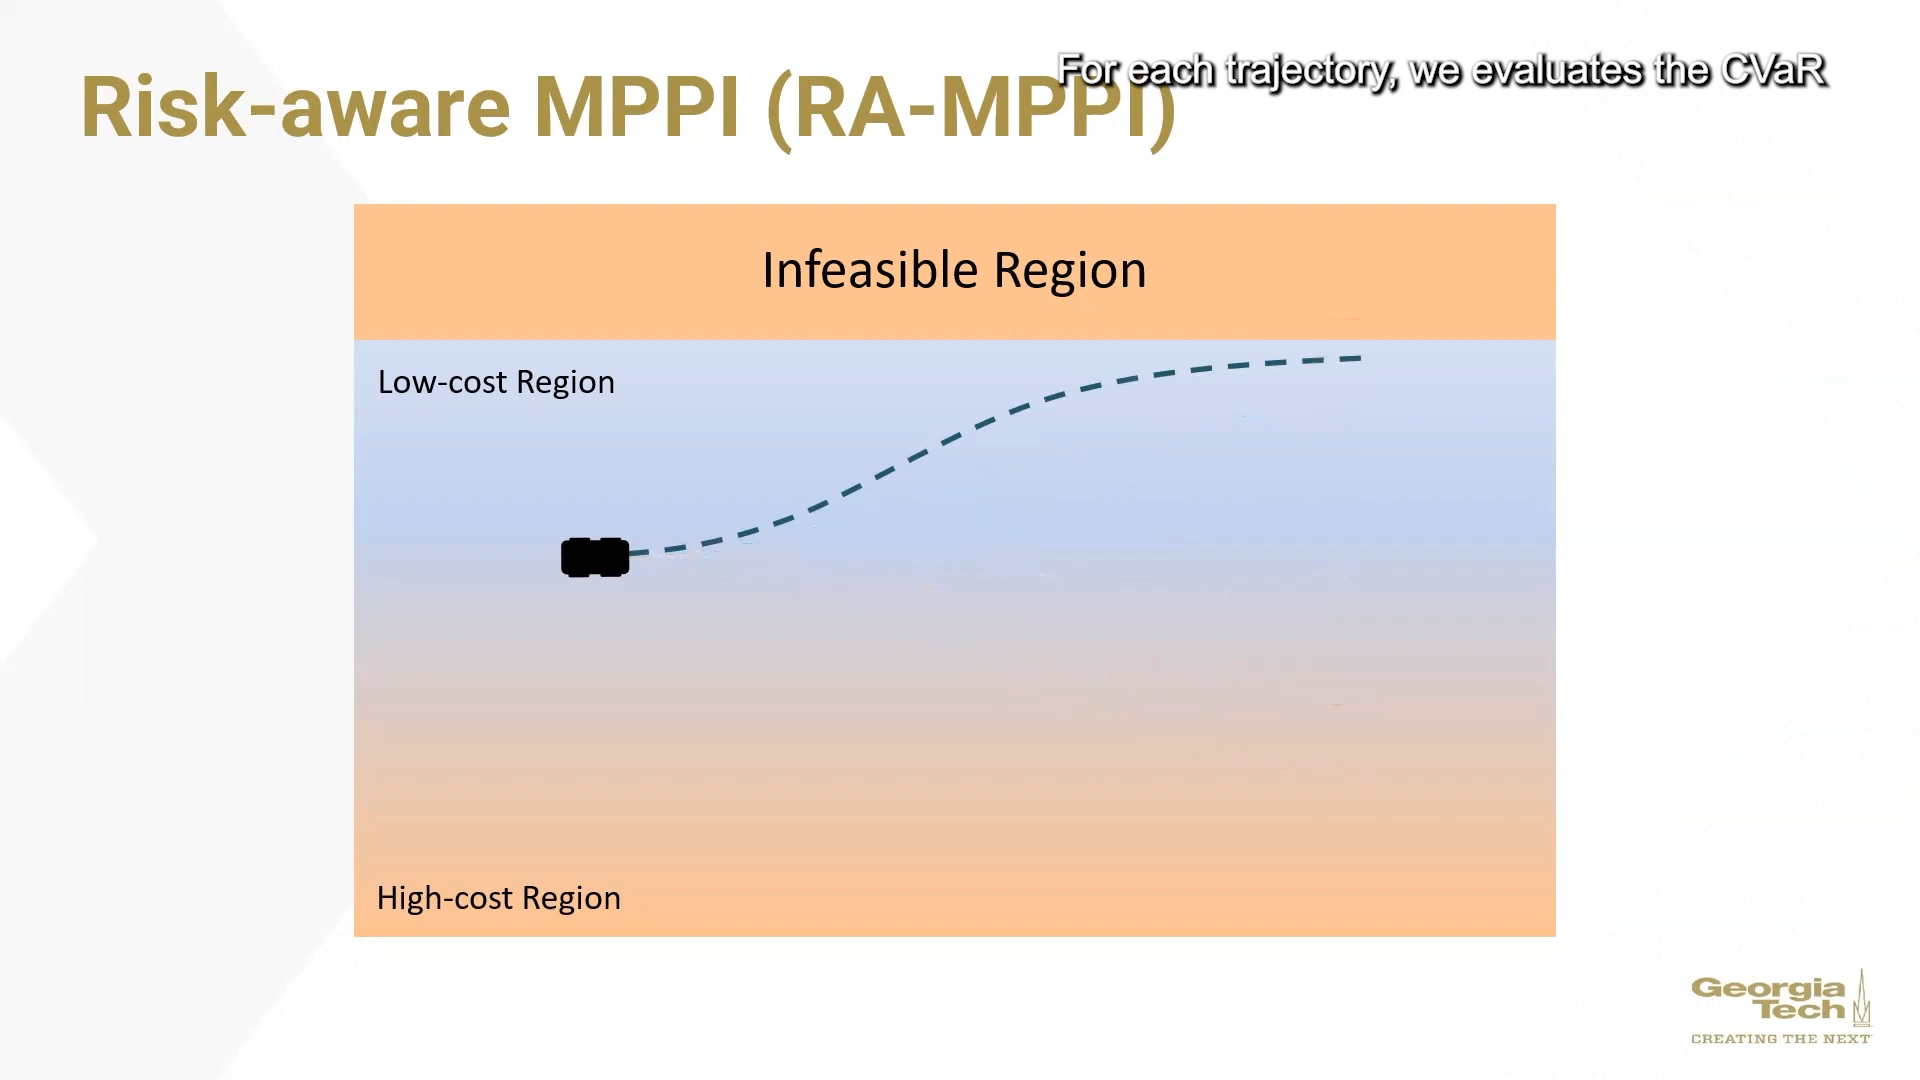 For each trajectory, we evaluates the CVaR
Risk-aware MPPI (RA-MPPI)
Infeasible Region
Low-cost Region
High-cost Region
Georgia
Tech
CREATING THE NEXT